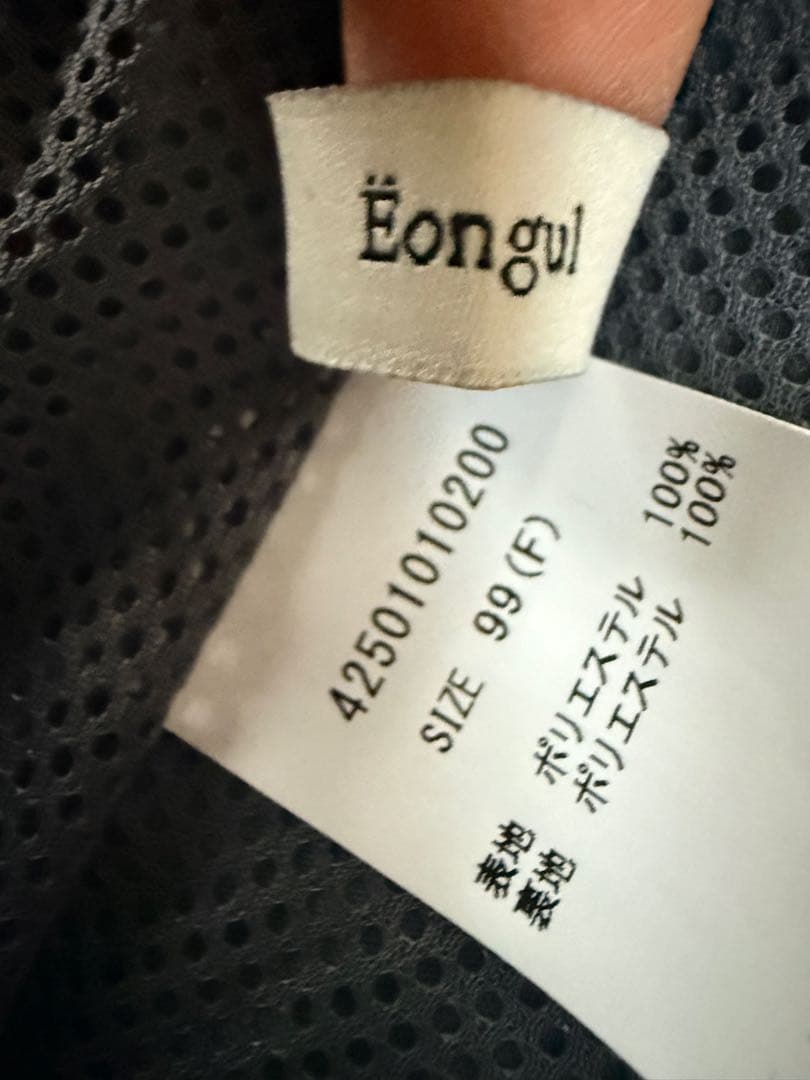 Ëongul
42501010200
SIZE 99(F)
表地 ポリエステル 100%
裏地 ポリエステル 100%